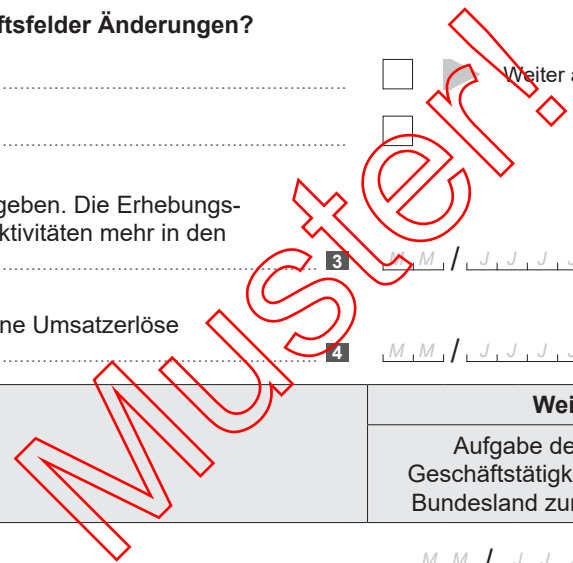 ftsfelder Änderungen?
Weiter a
geben. Die Erhebungs-
ktivitäten mehr in den
3 M M / J J J J
ne Umsatzerlöse
4 M M / J J J J
Wei
Aufgabe de
Geschäftstätigk
Bundesland zur
M M / J J J
Muster!